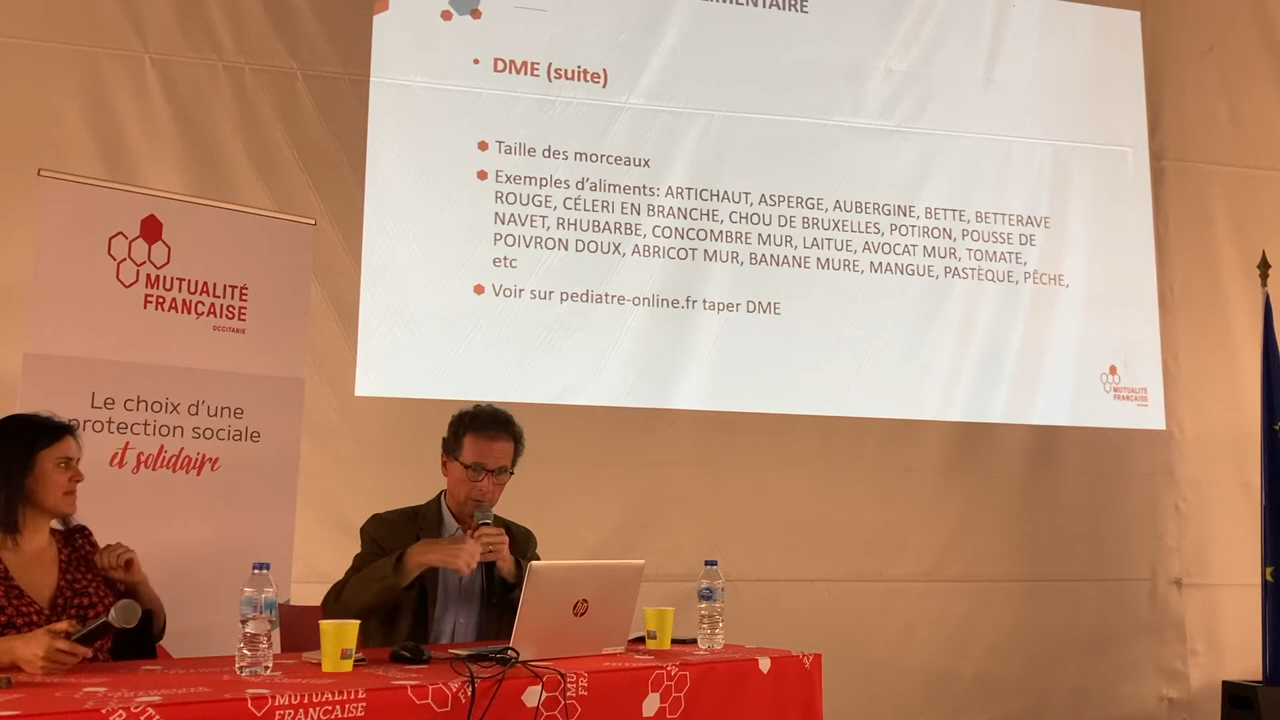 LIMENTAIRE
• DME (suite)
Taille des morceaux
Exemples d’aliments: ARTICHAUT, ASPERGE, AUBERGINE, BETTE, BETTERAVE
ROUGE, CÉLERI EN BRANCHE, CHOU DE BRUXELLES, POTIRON, POUSSE DE
NAVET, RHUBARBE, CONCOMBRE MUR, LAITUE, AVOCAT MUR, TOMATE,
POIVRON DOUX, ABRICOT MUR, BANANE MURE, MANGUE, PASTÈQUE, PÊCHE,
etc
Voir sur pediatre-online.fr taper DME
MUTUALITÉ
FRANÇAISE
MUTUALITÉ
FRANÇAISE
OCCITANIE
Le choix d’une
protection sociale
et solidaire
hp
MUTUALITÉ
FRANÇAISE